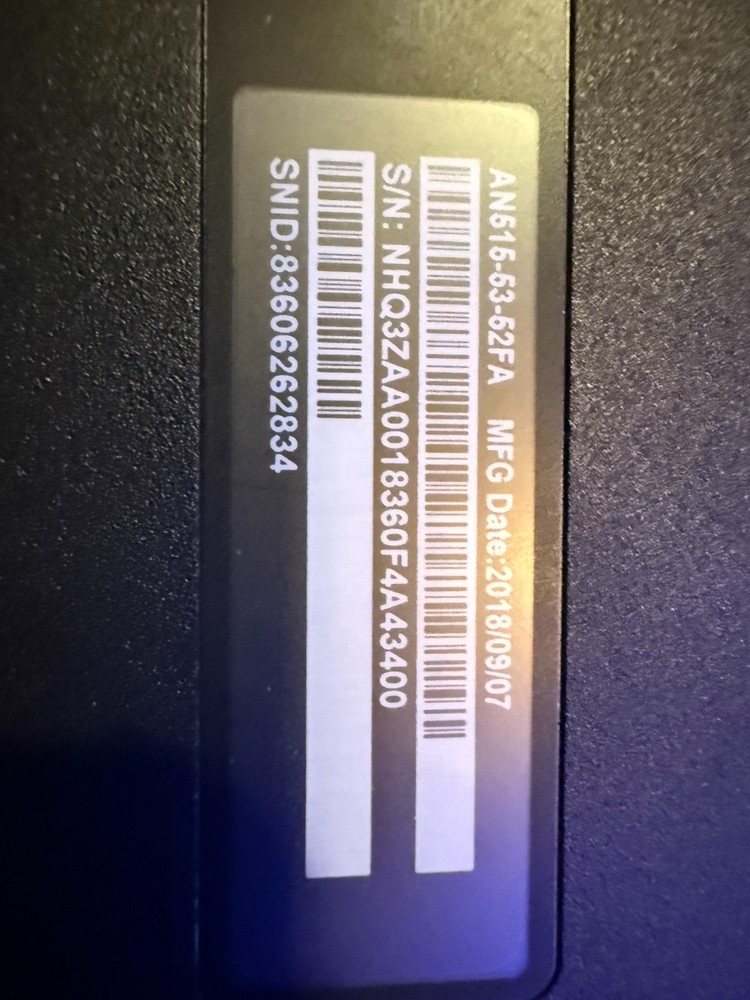 AN515-53-52FA MFG Date:2018/09/07
S/N: NHQ3ZAA0018360F4A43400
SNID:83606262834